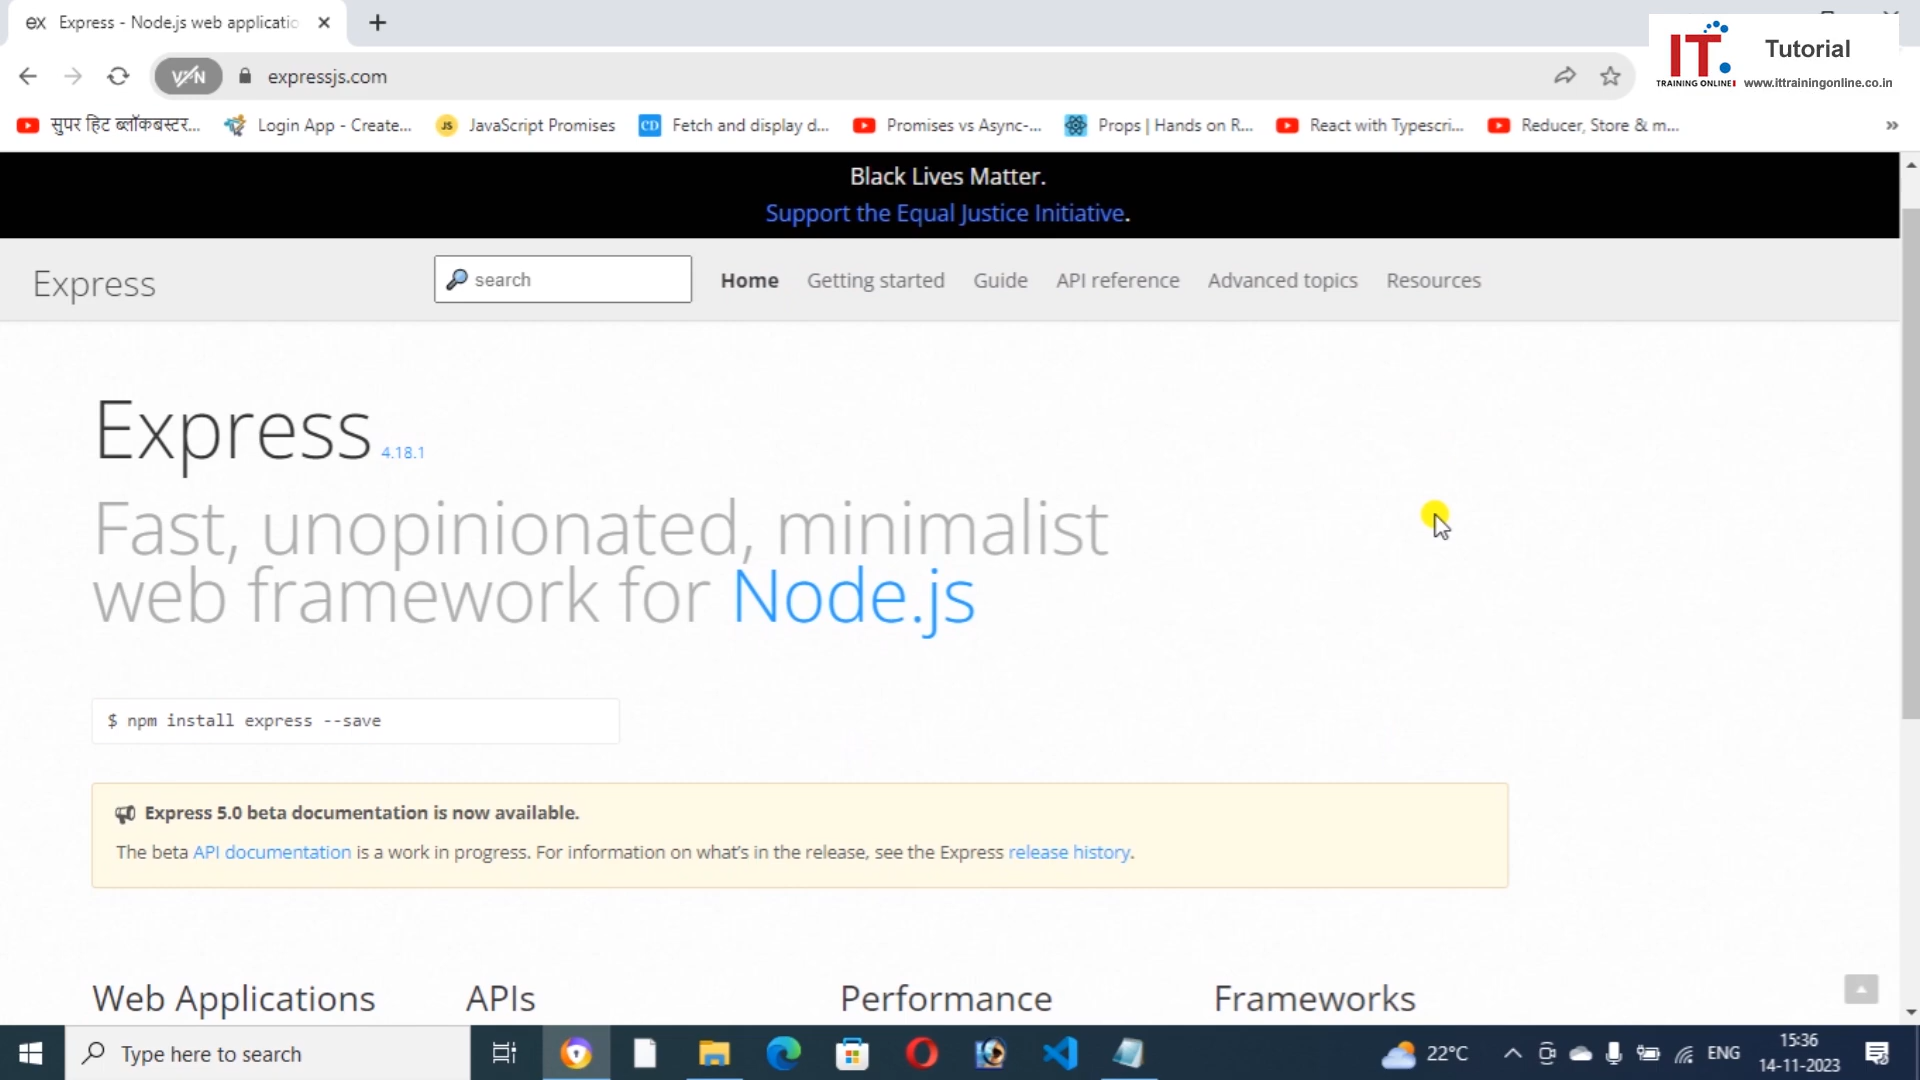 ex Express - Node.js web applicatio
IT.
TRAINING ONLINE
Tutorial
www.ittrainingonline.co.in
VPN expressjs.com
सुपर हिट ब्लॉकबस्टर... Login App - Create... JS JavaScript Promises CD Fetch and display d... Promises vs Async-... Props | Hands on R... React with Typescri... Reducer, Store & m... »
Black Lives Matter.
Support the Equal Justice Initiative.
Express search Home Getting started Guide API reference Advanced topics Resources
Express 4.18.1
Fast, unopinionated, minimalist
web framework for Node.js
$ npm install express --save
Express 5.0 beta documentation is now available.
The beta API documentation is a work in progress. For information on what's in the release, see the Express release history.
Web Applications APIs Performance Frameworks
Type here to search 22°C ENG 15:36
14-11-2023